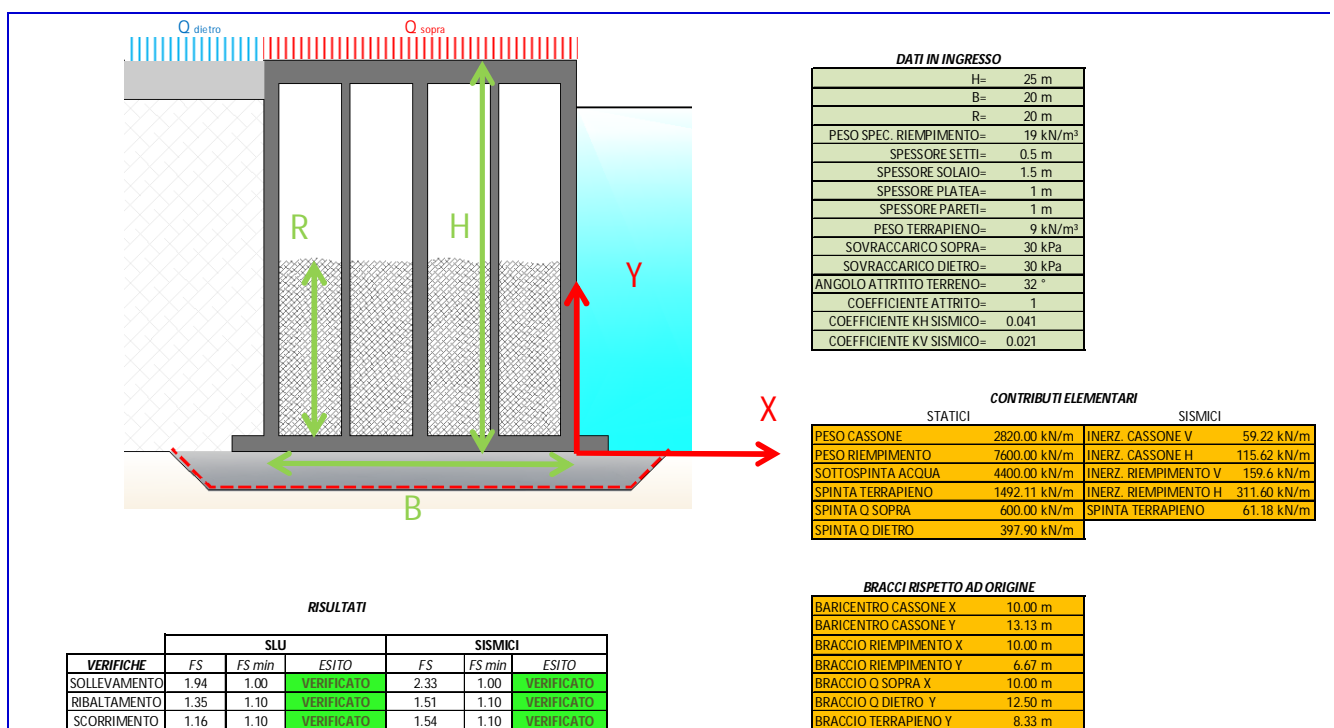 Q dietro
Q sopra
R
H
Y
X
B
DATI IN INGRESSO
H= 25 m
B= 20 m
R= 20 m
PESO SPEC. RIEMPIMENTO= 19 kN/m³
SPESSORE SETTI= 0.5 m
SPESSORE SOLAIO= 1.5 m
SPESSORE PLATEA= 1 m
SPESSORE PARETI= 1 m
PESO TERRAPIENO= 9 kN/m³
SOVRACCARICO SOPRA= 30 kPa
SOVRACCARICO DIETRO= 30 kPa
ANGOLO ATTRTITO TERRENO= 32 °
COEFFICIENTE ATTRITO= 1
COEFFICIENTE KH SISMICO= 0.041
COEFFICIENTE KV SISMICO= 0.021
CONTRIBUTI ELEMENTARI
STATICI SISMICI
PESO CASSONE 2820.00 kN/m INERZ. CASSONE V 59.22 kN/m
PESO RIEMPIMENTO 7600.00 kN/m INERZ. CASSONE H 115.62 kN/m
SOTTOSPINTA ACQUA 4400.00 kN/m INERZ. RIEMPIMENTO V 159.6 kN/m
SPINTA TERRAPIENO 1492.11 kN/m INERZ. RIEMPIMENTO H 311.60 kN/m
SPINTA Q SOPRA 600.00 kN/m SPINTA TERRAPIENO 61.18 kN/m
SPINTA Q DIETRO 397.90 kN/m
BRACCI RISPETTO AD ORIGINE
BARICENTRO CASSONE X 10.00 m
BARICENTRO CASSONE Y 13.13 m
BRACCIO RIEMPIMENTO X 10.00 m
BRACCIO RIEMPIMENTO Y 6.67 m
BRACCIO Q SOPRA X 10.00 m
BRACCIO Q DIETRO Y 12.50 m
BRACCIO TERRAPIENO Y 8.33 m
RISULTATI
SLU SISMICI
VERIFICHE FS FS min ESITO FS FS min ESITO
SOLLEVAMENTO 1.94 1.00 VERIFICATO 2.33 1.00 VERIFICATO
RIBALTAMENTO 1.35 1.10 VERIFICATO 1.51 1.10 VERIFICATO
SCORRIMENTO 1.16 1.10 VERIFICATO 1.54 1.10 VERIFICATO